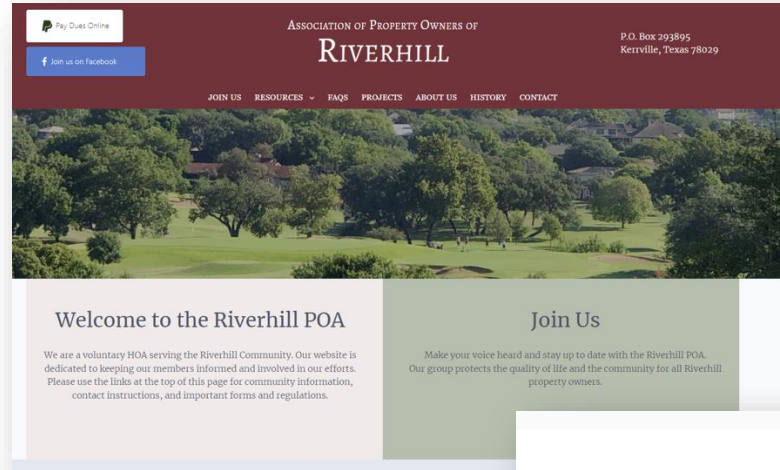 Pay Dues Online
Join us on Facebook
ASSOCIATION OF PROPERTY OWNERS OF
RIVERHILL
P.O. Box 293895
Kerrville, Texas 78029
JOIN US RESOURCES FAQS PROJECTS ABOUT US HISTORY CONTACT
Welcome to the Riverhill POA
We are a voluntary HOA serving the Riverhill Community. Our website is
dedicated to keeping our members informed and involved in our efforts.
Please use the links at the top of this page for community information,
contact instructions, and important forms and regulations.
Join Us
Make your voice heard and stay up to date with the Riverhill POA.
Our group protects the quality of life and the community for all Riverhill
property owners.